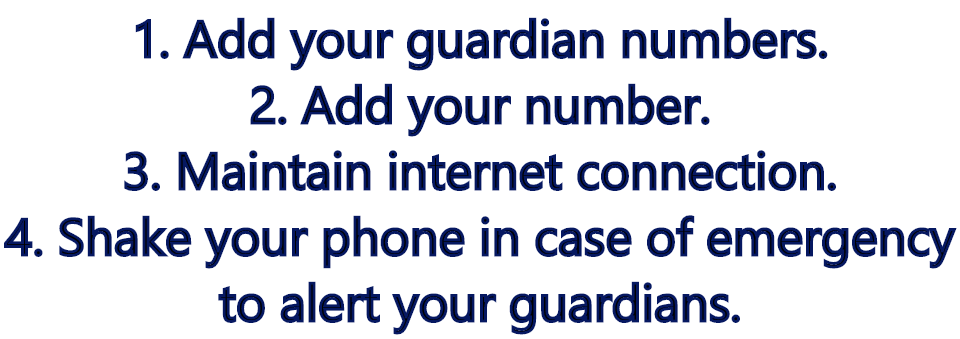 1. Add your guardian numbers.
2. Add your number.
3. Maintain internet connection.
4. Shake your phone in case of emergency
to alert your guardians.